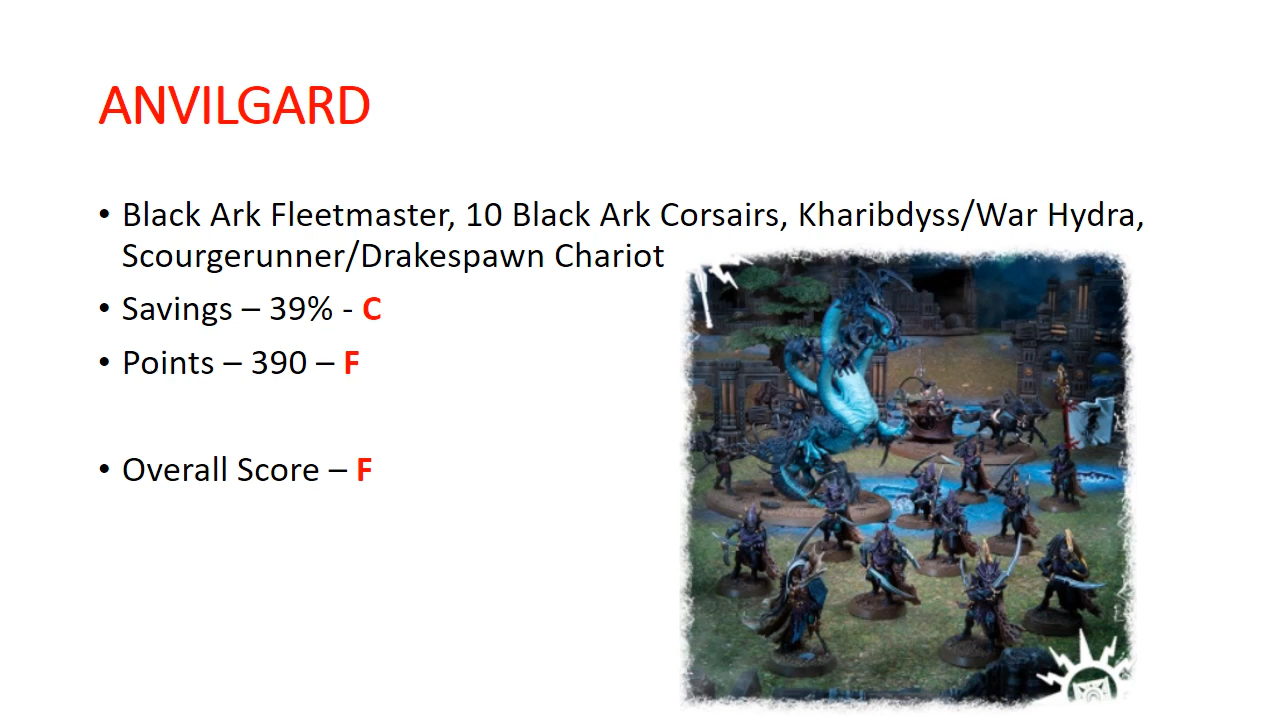 ANVILGARD
• Black Ark Fleetmaster, 10 Black Ark Corsairs, Kharibdyss/War Hydra,
Scourgerunner/Drakespawn Chariot
• Savings – 39% - C
• Points – 390 – F
• Overall Score – F